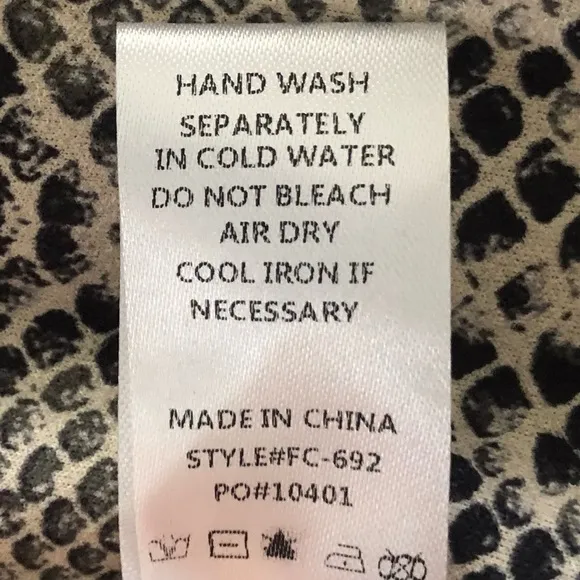 HAND WASH
SEPARATELY
IN COLD WATER
DO NOT BLEACH
AIR DRY
COOL IRON IF
NECESSARY
MADE IN CHINA
STYLE#FC-692
PO#10401